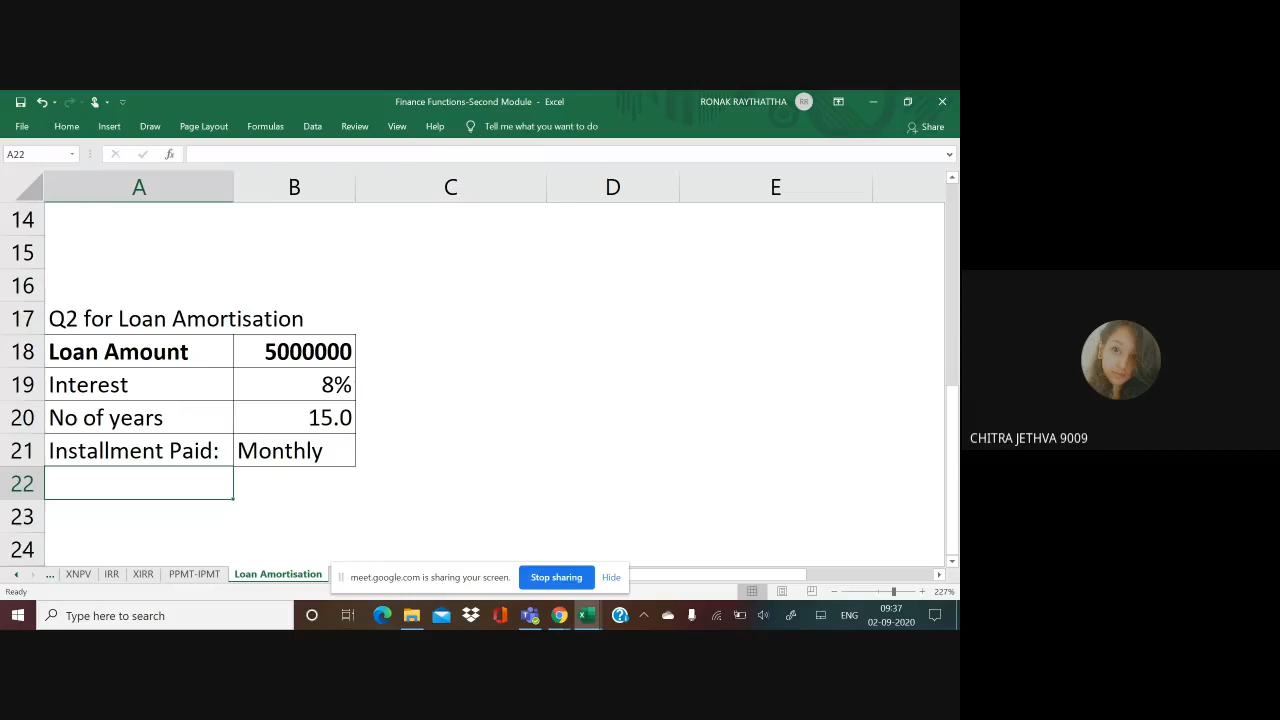 Finance Functions-Second Module - Excel
RONAK RAYTHATTHA RR
File Home Insert Draw Page Layout Formulas Data Review View Help Tell me what you want to do Share
A22 fx
A B C D E
14
15
16
17 Q2 for Loan Amortisation
18 Loan Amount 5000000
19 Interest 8%
20 No of years 15.0
21 Installment Paid: Monthly
22
23
24
CHITRA JETHVA 9009
... XNPV IRR XIRR PPMT-IPMT Loan Amortisation
meet.google.com is sharing your screen. Stop sharing Hide
Ready 227%
Type here to search ENG 09:37
02-09-2020